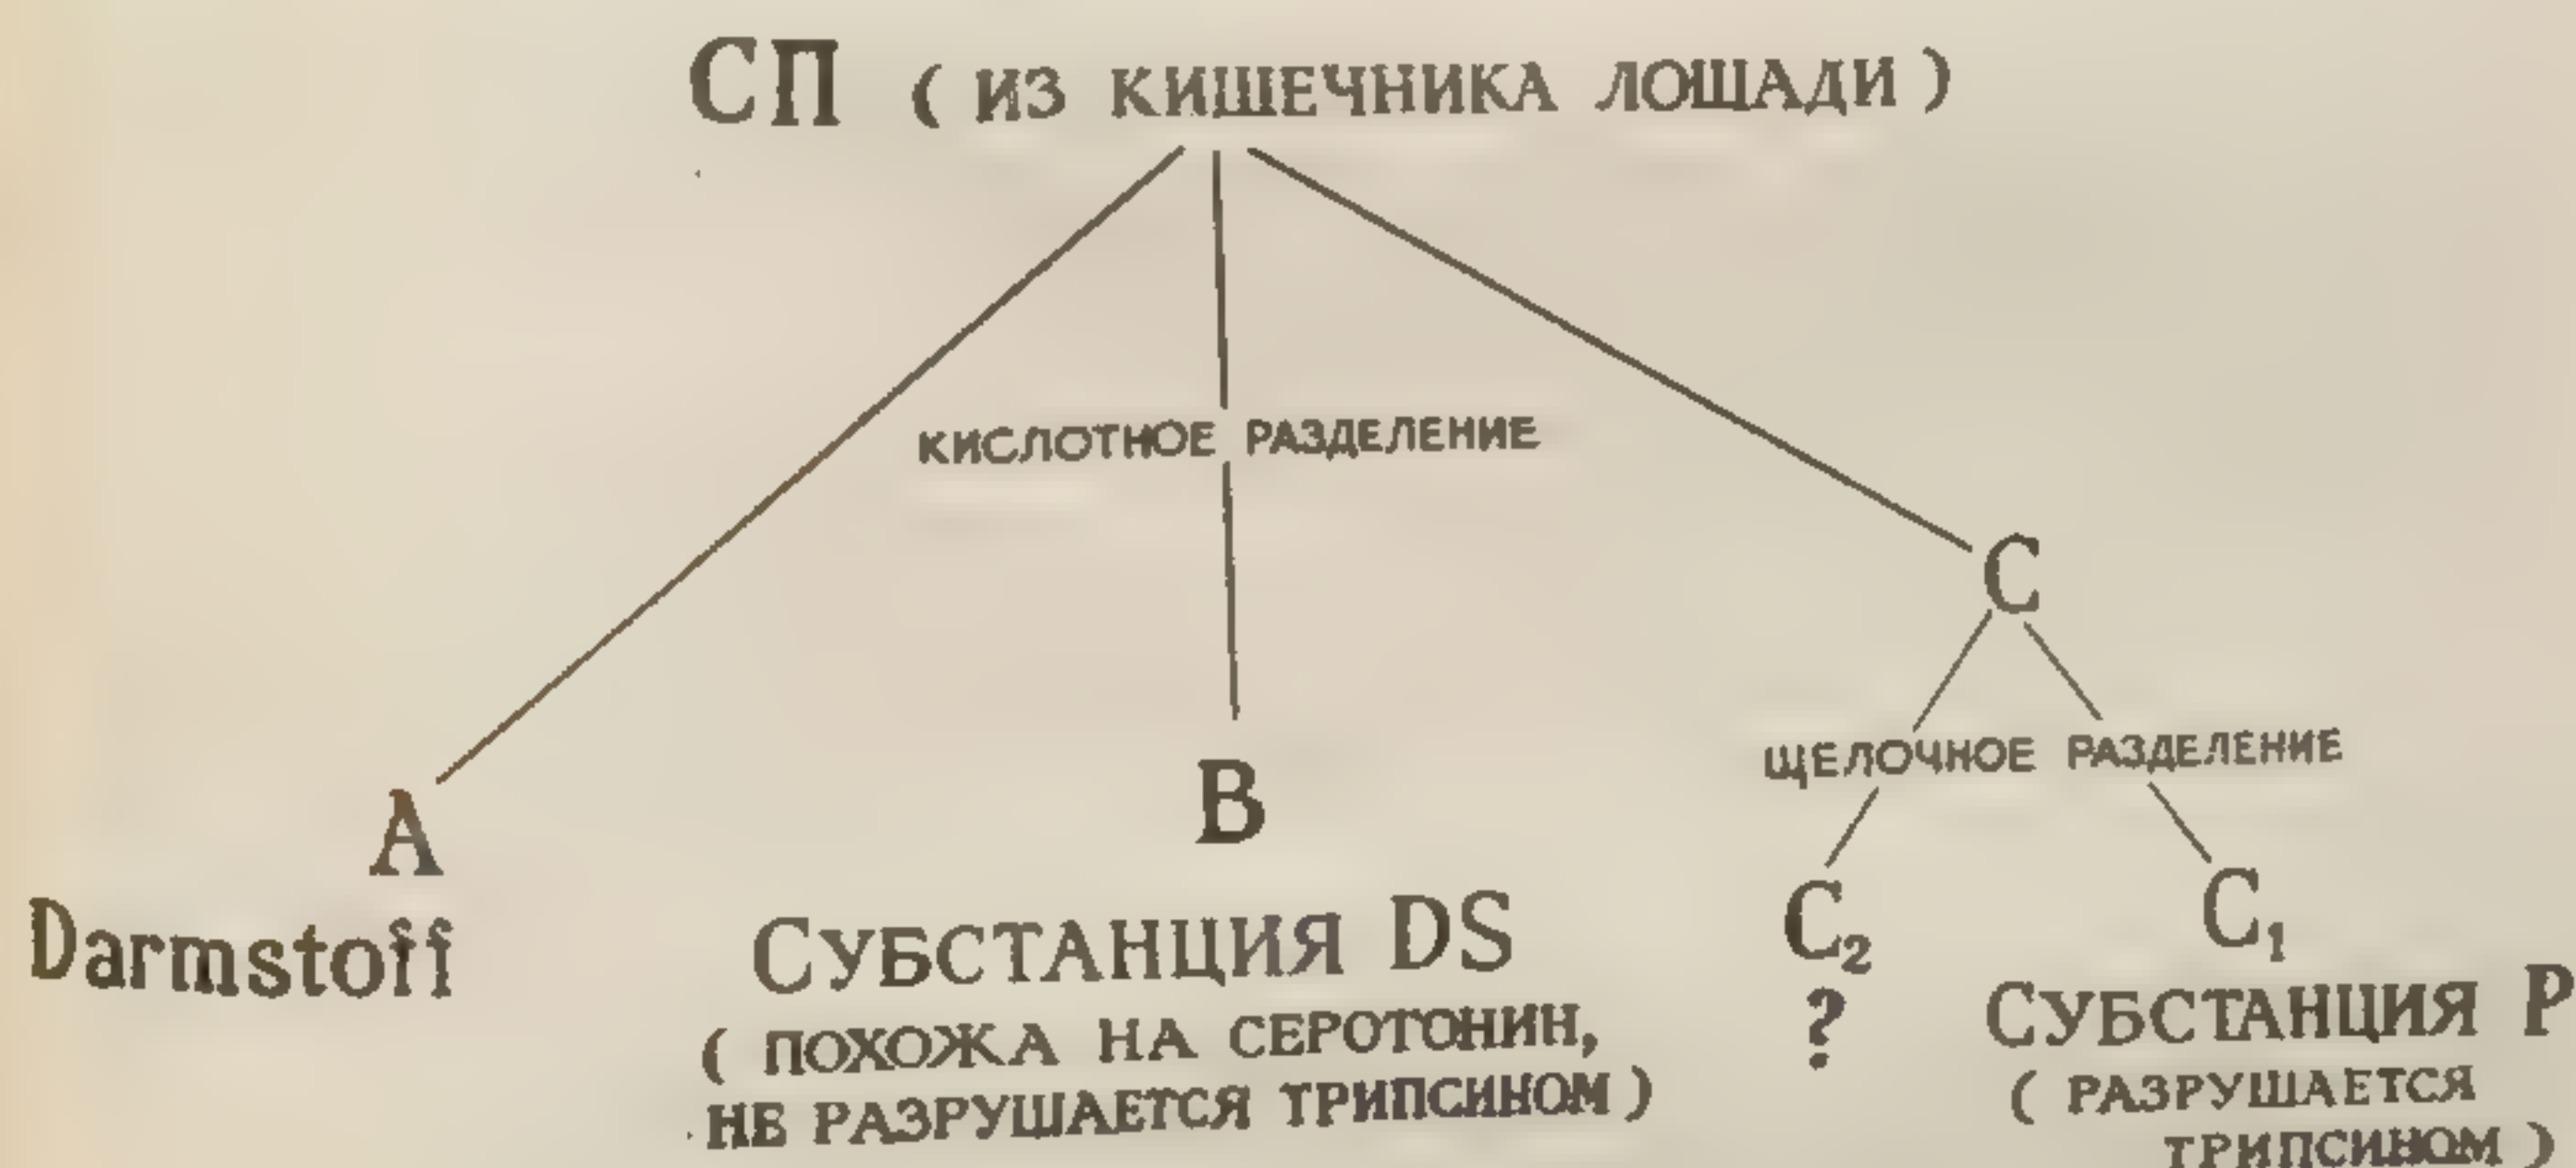 СП ( ИЗ КИШЕЧНИКА ЛОШАДИ )
КИСЛОТНОЕ РАЗДЕЛЕНИЕ
C
ЩЕЛОЧНОЕ РАЗДЕЛЕНИЕ
A
Darmstoff
B
СУБСТАНЦИЯ DS
( ПОХОЖА НА СЕРОТОНИН,
НЕ РАЗРУШАЕТСЯ ТРИПСИНОМ )
C₂
?
C₁
СУБСТАНЦИЯ P
( РАЗРУШАЕТСЯ
ТРИПСИНОМ )